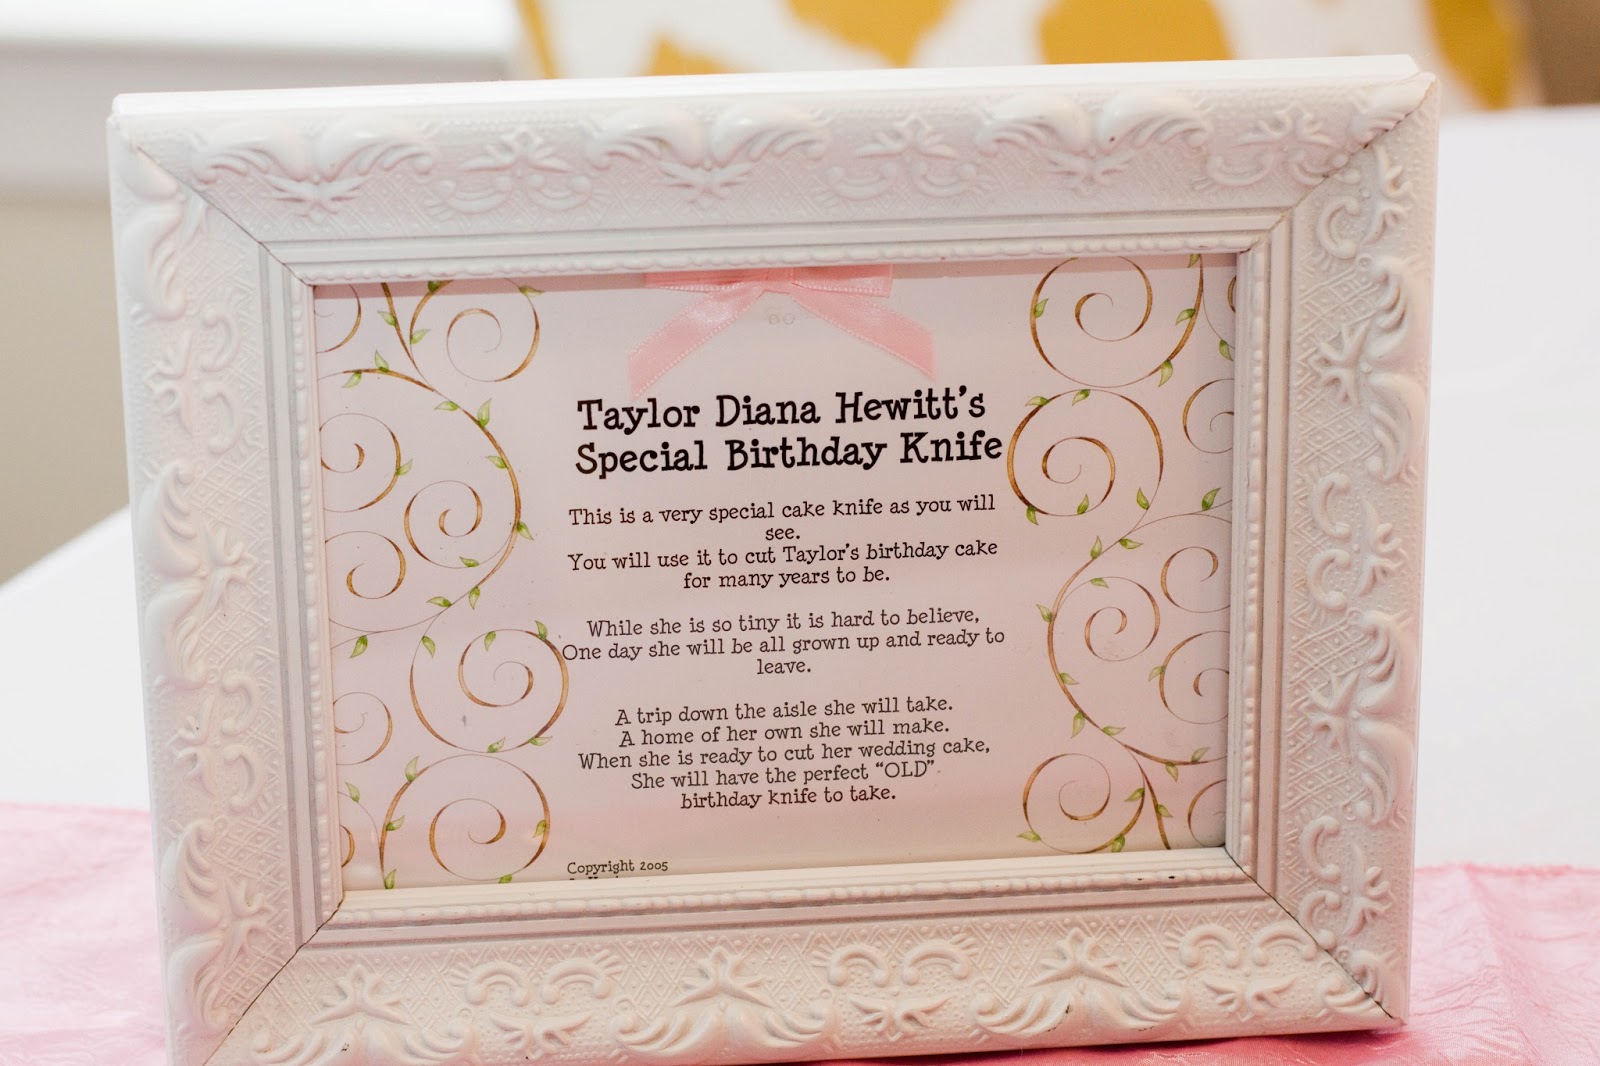 Taylor Diana Hewitt's
Special Birthday Knife
This is a very special cake knife as you will
see.
You will use it to cut Taylor's birthday cake
for many years to be.
While she is so tiny it is hard to believe,
One day she will be all grown up and ready to
leave.
A trip down the aisle she will take.
A home of her own she will make.
When she is ready to cut her wedding cake,
She will have the perfect “OLD”
birthday knife to take.
Copyright 2005